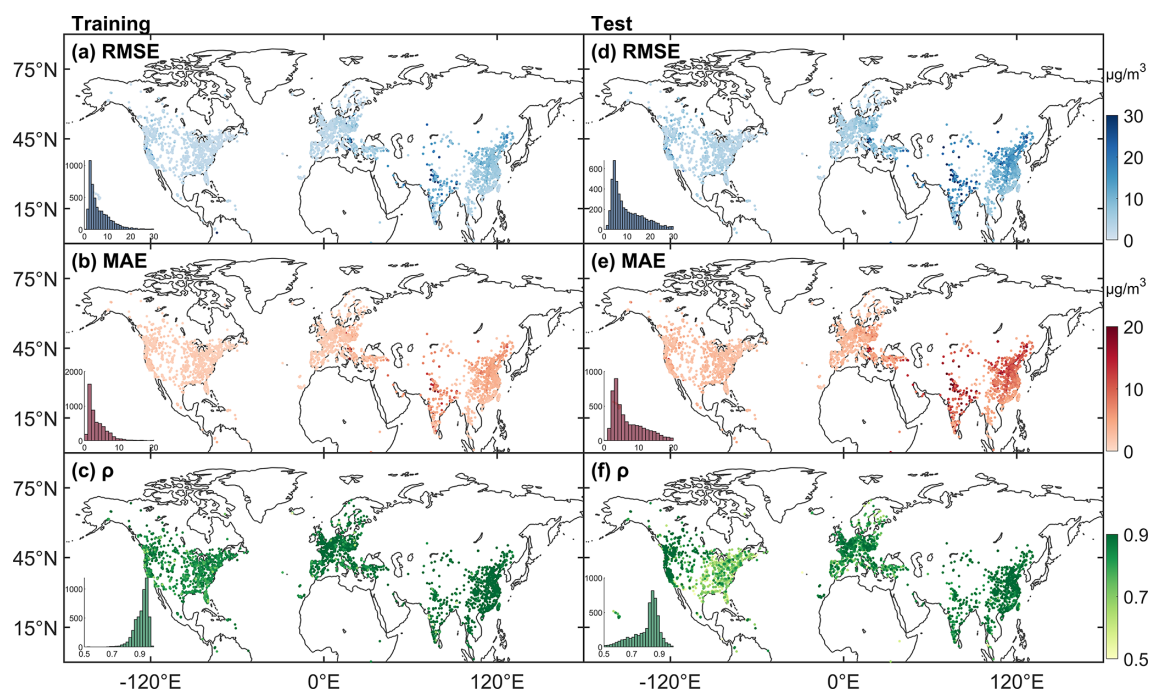 Training
Test
(a) RMSE
(d) RMSE
75°N
45°N
15°N
1000
500
0
0 10 20 30
600
400
200
0
0 10 20 30
µg/m³
30
20
10
0
(b) MAE
(e) MAE
75°N
45°N
15°N
2000
1000
0
0 10 20
1000
500
0
0 10 20
µg/m³
20
10
0
(c) ρ
(f) ρ
75°N
45°N
15°N
1000
500
0
0.5 0.7 0.9
1000
500
0
0.5 0.7 0.9
0.9
0.7
0.5
-120°E 0°E 120°E
-120°E 0°E 120°E